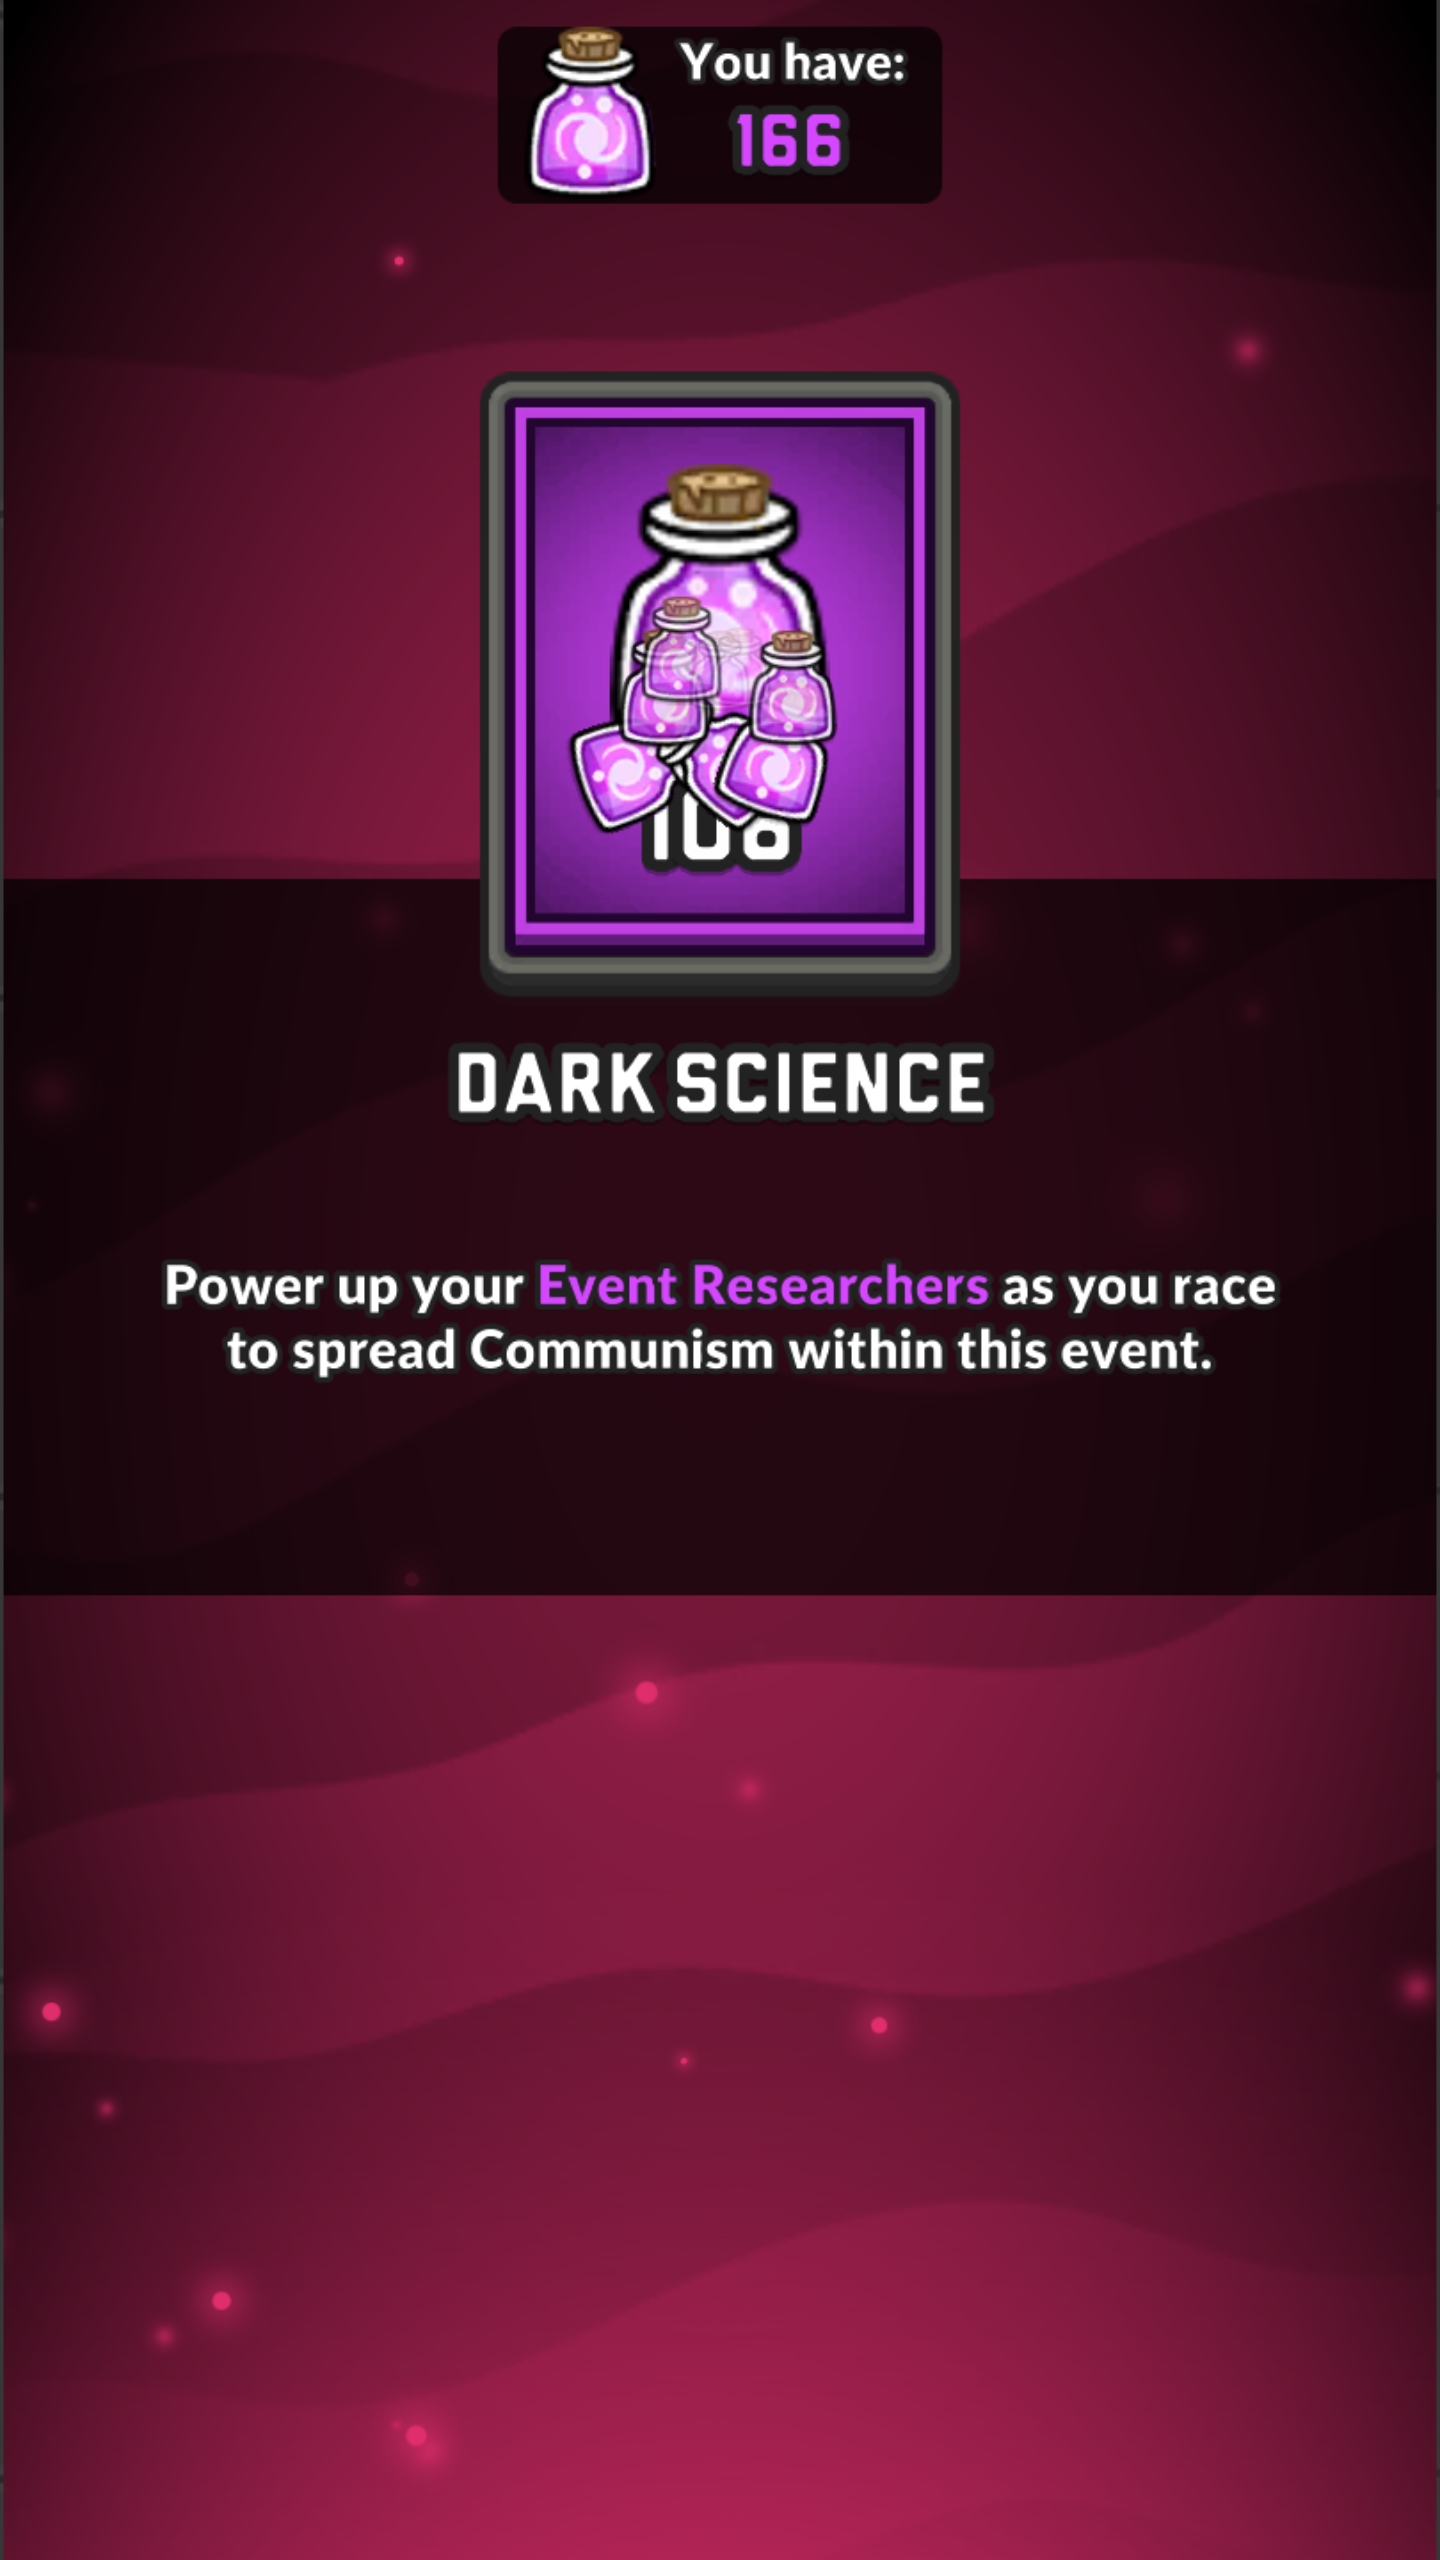 You have:
166
DARK SCIENCE
Power up your Event Researchers as you race
to spread Communism within this event.